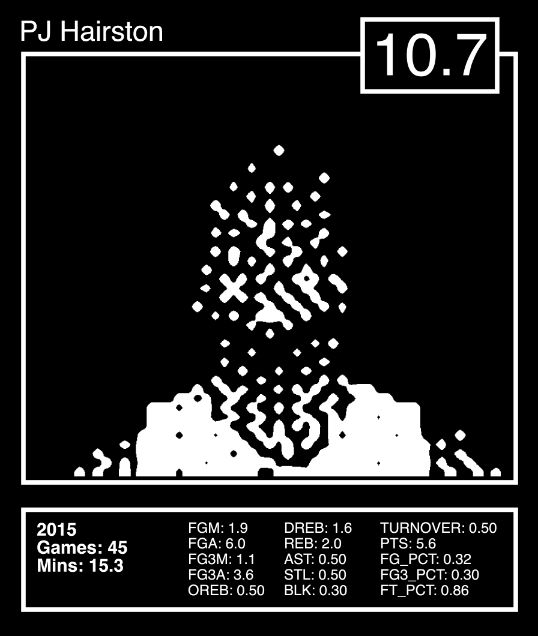 PJ Hairston
10.7
2015
Games: 45
Mins: 15.3
FGM: 1.9
FGA: 6.0
FG3M: 1.1
FG3A: 3.6
OREB: 0.50
DREB: 1.6
REB: 2.0
AST: 0.50
STL: 0.50
BLK: 0.30
TURNOVER: 0.50
PTS: 5.6
FG_PCT: 0.32
FG3_PCT: 0.30
FT_PCT: 0.86